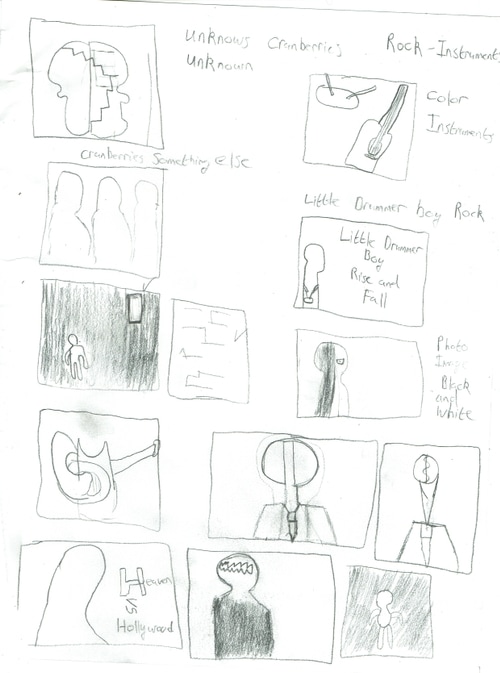 Unknows Cranberries
Unknown
Rock-Instruments
Color
Instruments
Cranberries Something Else
Little Drummer boy Rock
Little Drummer
Boy
Rise and
Fall
Photo
Image
Black
and
White
Heaven
VS
Hollywood